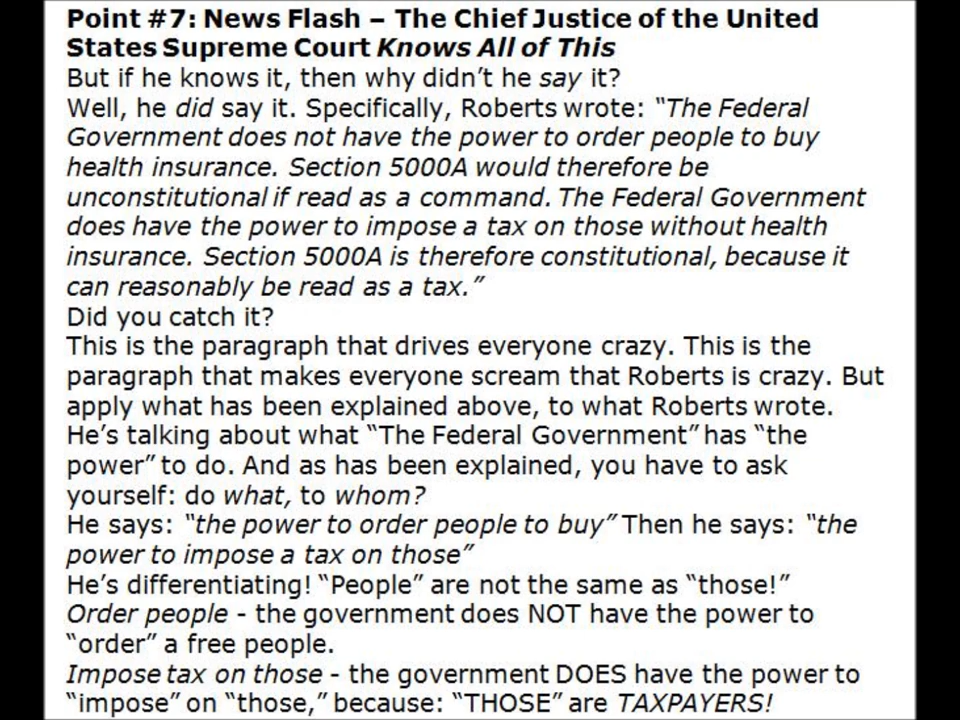 Point #7: News Flash – The Chief Justice of the United
States Supreme Court Knows All of This
But if he knows it, then why didn’t he say it?
Well, he did say it. Specifically, Roberts wrote: “The Federal
Government does not have the power to order people to buy
health insurance. Section 5000A would therefore be
unconstitutional if read as a command. The Federal Government
does have the power to impose a tax on those without health
insurance. Section 5000A is therefore constitutional, because it
can reasonably be read as a tax.”
Did you catch it?
This is the paragraph that drives everyone crazy. This is the
paragraph that makes everyone scream that Roberts is crazy. But
apply what has been explained above, to what Roberts wrote.
He’s talking about what “The Federal Government” has “the
power” to do. And as has been explained, you have to ask
yourself: do what, to whom?
He says: “the power to order people to buy” Then he says: “the
power to impose a tax on those”
He’s differentiating! “People” are not the same as “those!”
Order people - the government does NOT have the power to
“order” a free people.
Impose tax on those - the government DOES have the power to
“impose” on “those,” because: “THOSE” are TAXPAYERS!